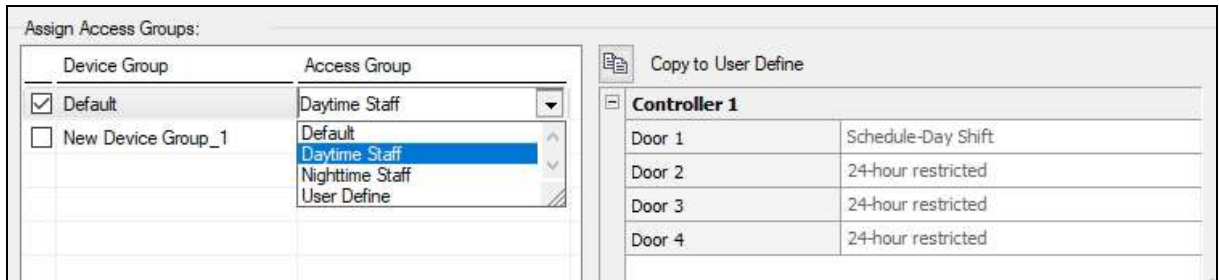 Assign Access Groups:
Device Group Access Group
Default Daytime Staff
New Device Group_1
Default
Daytime Staff
Nighttime Staff
User Define
Copy to User Define
Controller 1
Door 1 Schedule-Day Shift
Door 2 24-hour restricted
Door 3 24-hour restricted
Door 4 24-hour restricted